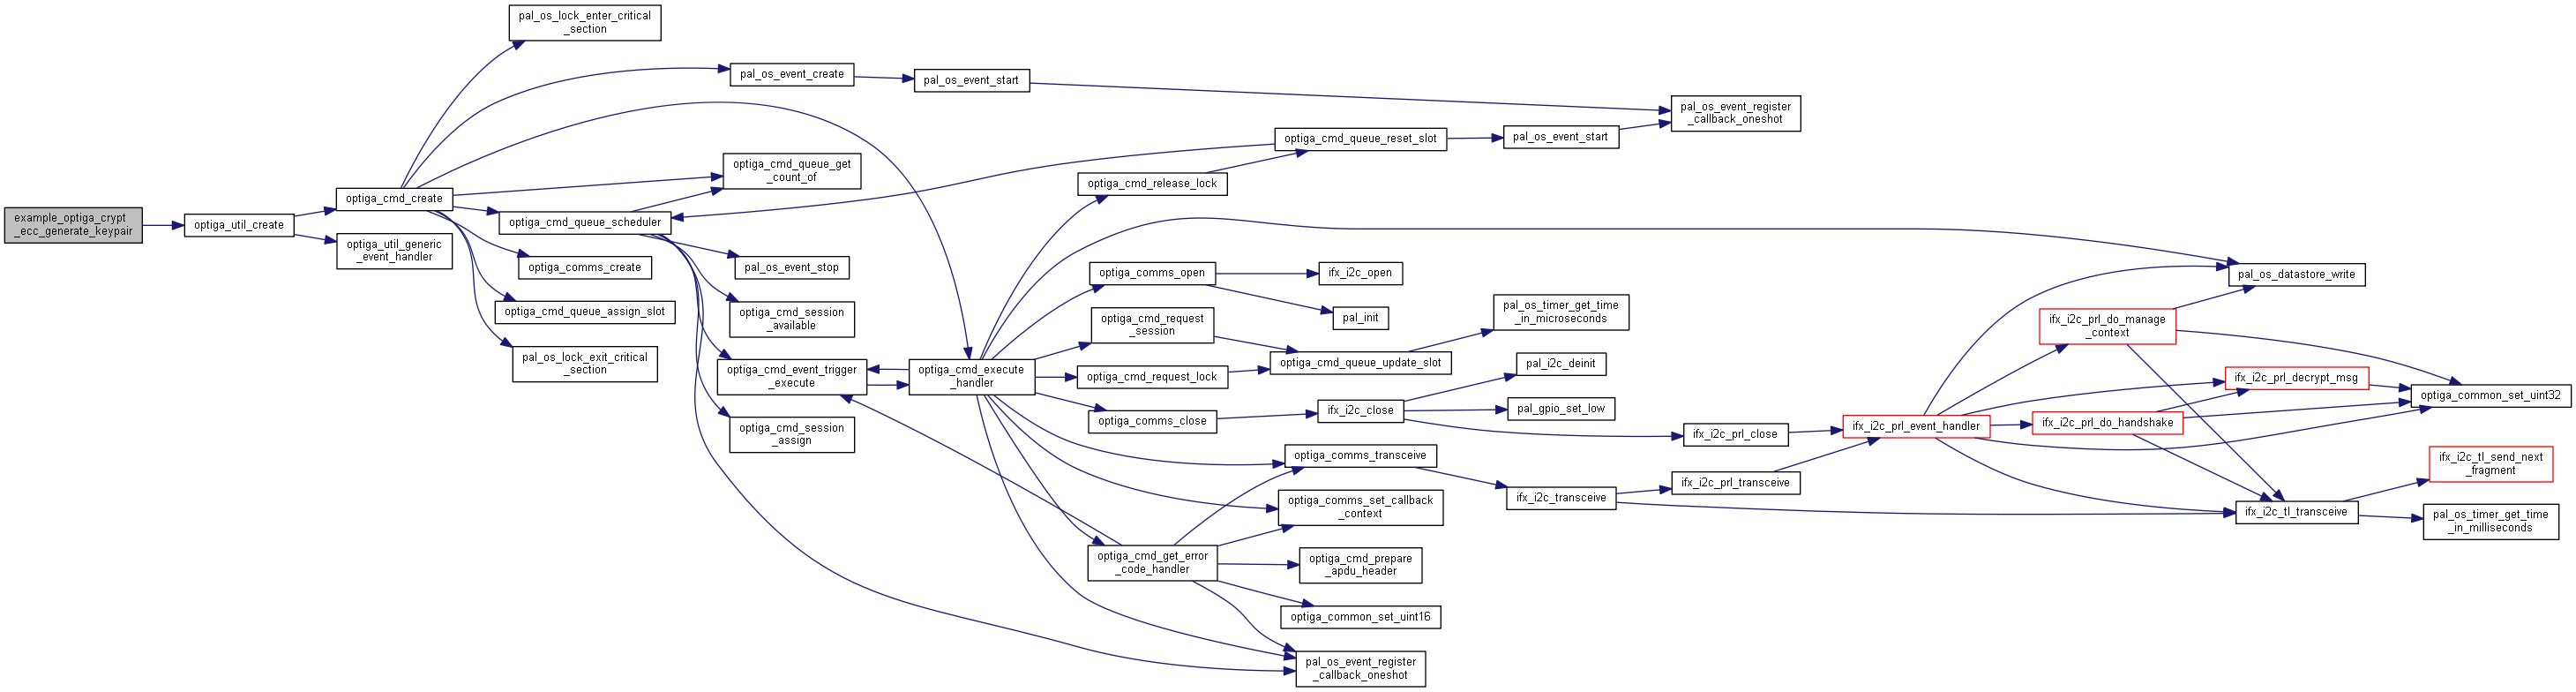 example_optiga_crypt
_ecc_generate_keypair
optiga_util_create
optiga_cmd_create
optiga_util_generic
_event_handler
pal_os_lock_enter_critical
_section
pal_os_event_create
pal_os_event_start
optiga_cmd_queue_get
_count_of
optiga_cmd_queue_scheduler
optiga_comms_create
optiga_cmd_queue_assign_slot
pal_os_lock_exit_critical
_section
pal_os_event_stop
optiga_cmd_session
_available
optiga_cmd_event_trigger
_execute
optiga_cmd_session
_assign
optiga_cmd_execute
_handler
optiga_cmd_release_lock
optiga_cmd_queue_reset_slot
pal_os_event_start
pal_os_event_register
_callback_oneshot
optiga_comms_open
ifx_i2c_open
pal_init
optiga_cmd_request
_session
optiga_cmd_request_lock
optiga_cmd_queue_update_slot
pal_os_timer_get_time
_in_microseconds
optiga_comms_close
ifx_i2c_close
pal_i2c_deinit
pal_gpio_set_low
ifx_i2c_prl_close
optiga_comms_transceive
ifx_i2c_transceive
ifx_i2c_prl_transceive
optiga_comms_set_callback
_context
optiga_cmd_get_error
_code_handler
optiga_cmd_prepare
_apdu_header
optiga_common_set_uint16
pal_os_event_register
_callback_oneshot
ifx_i2c_prl_event_handler
pal_os_datastore_write
ifx_i2c_prl_do_manage
_context
ifx_i2c_prl_decrypt_msg
ifx_i2c_prl_do_handshake
optiga_common_set_uint32
ifx_i2c_tl_transceive
ifx_i2c_tl_send_next
_fragment
pal_os_timer_get_time
_in_milliseconds